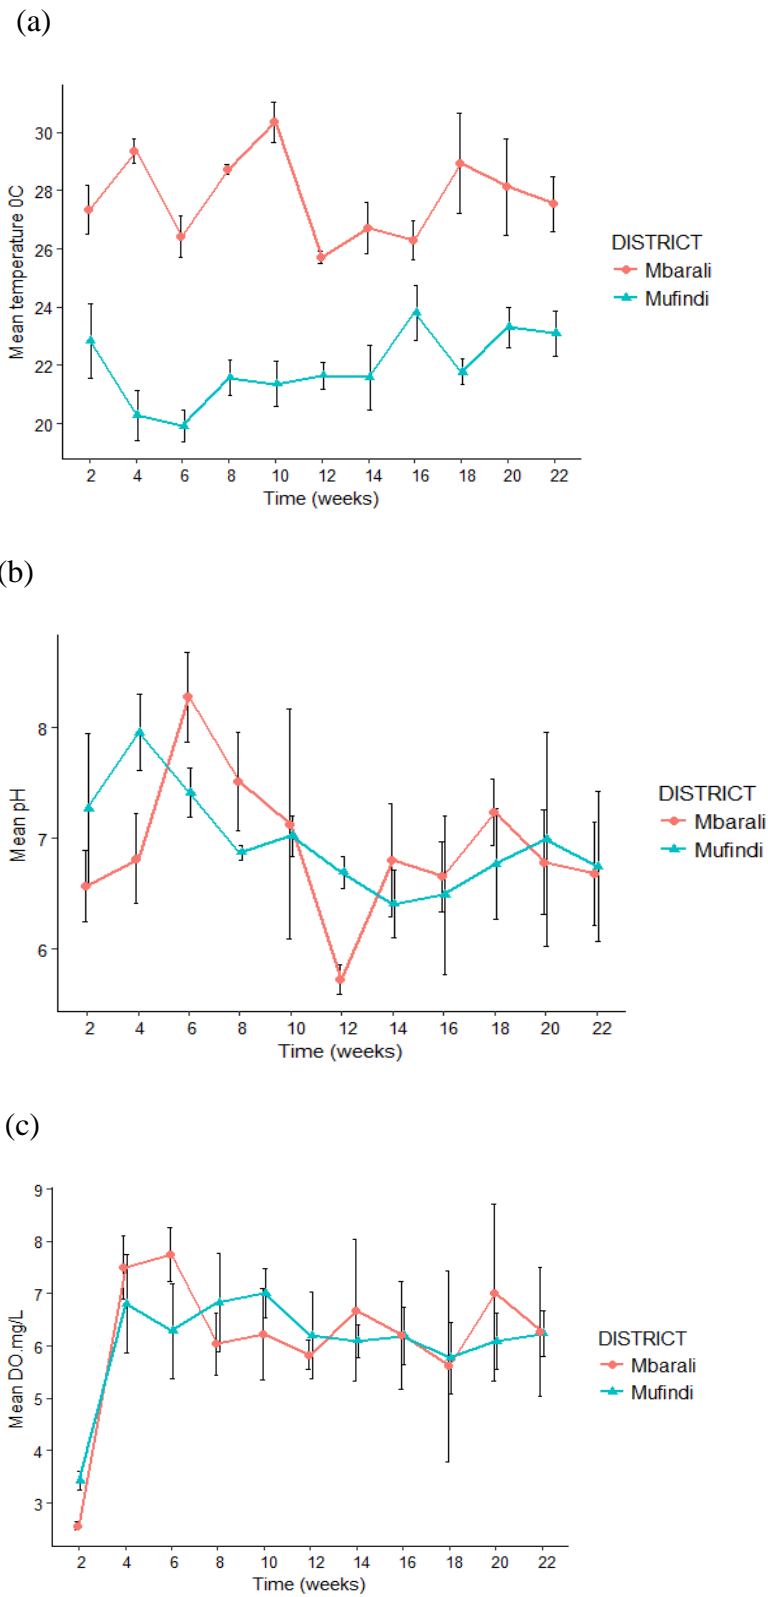 (a)
30
28
26
24
22
20
Mean temperature 0C
2 4 6 8 10 12 14 16 18 20 22
Time (weeks)
DISTRICT
Mbarali
Mufindi
(b)
8
7
6
Mean pH
2 4 6 8 10 12 14 16 18 20 22
Time (weeks)
DISTRICT
Mbarali
Mufindi
(c)
9
8
7
6
5
4
3
Mean DO.mg/L
2 4 6 8 10 12 14 16 18 20 22
Time (weeks)
DISTRICT
Mbarali
Mufindi